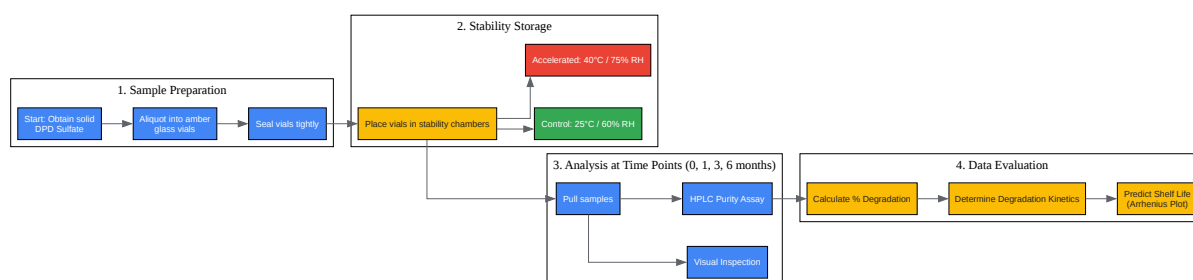 1. Sample Preparation
Start: Obtain solid
DPD Sulfate
Aliquot into amber
glass vials
Seal vials tightly
2. Stability Storage
Place vials in stability chambers
Accelerated: 40°C / 75% RH
Control: 25°C / 60% RH
3. Analysis at Time Points (0, 1, 3, 6 months)
Pull samples
HPLC Purity Assay
Visual Inspection
4. Data Evaluation
Calculate % Degradation
Determine Degradation Kinetics
Predict Shelf Life
(Arrhenius Plot)